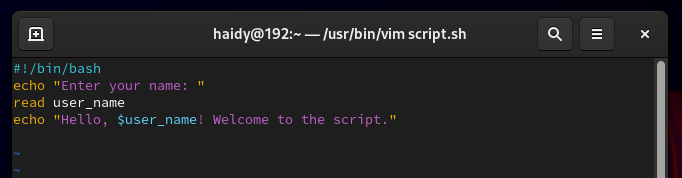 haidy@192:~ — /usr/bin/vim script.sh
#!/bin/bash
echo "Enter your name: "
read user_name
echo "Hello, $user_name! Welcome to the script."
~
~